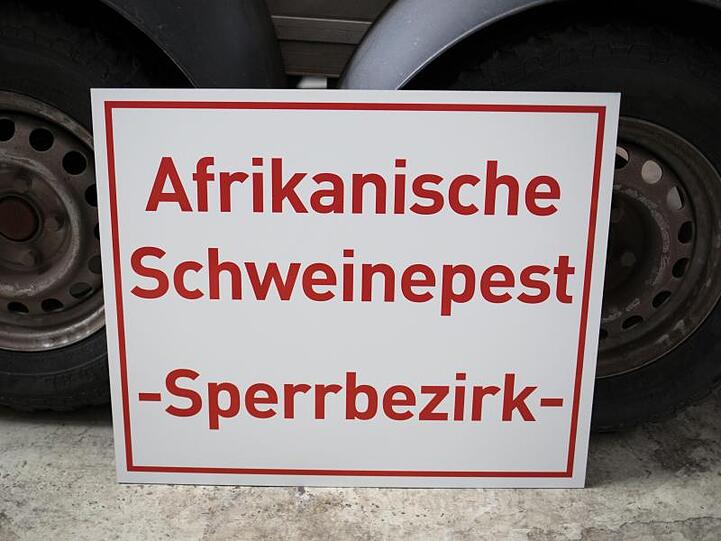 Afrikanische
Schweinepest
-Sperrbezirk-